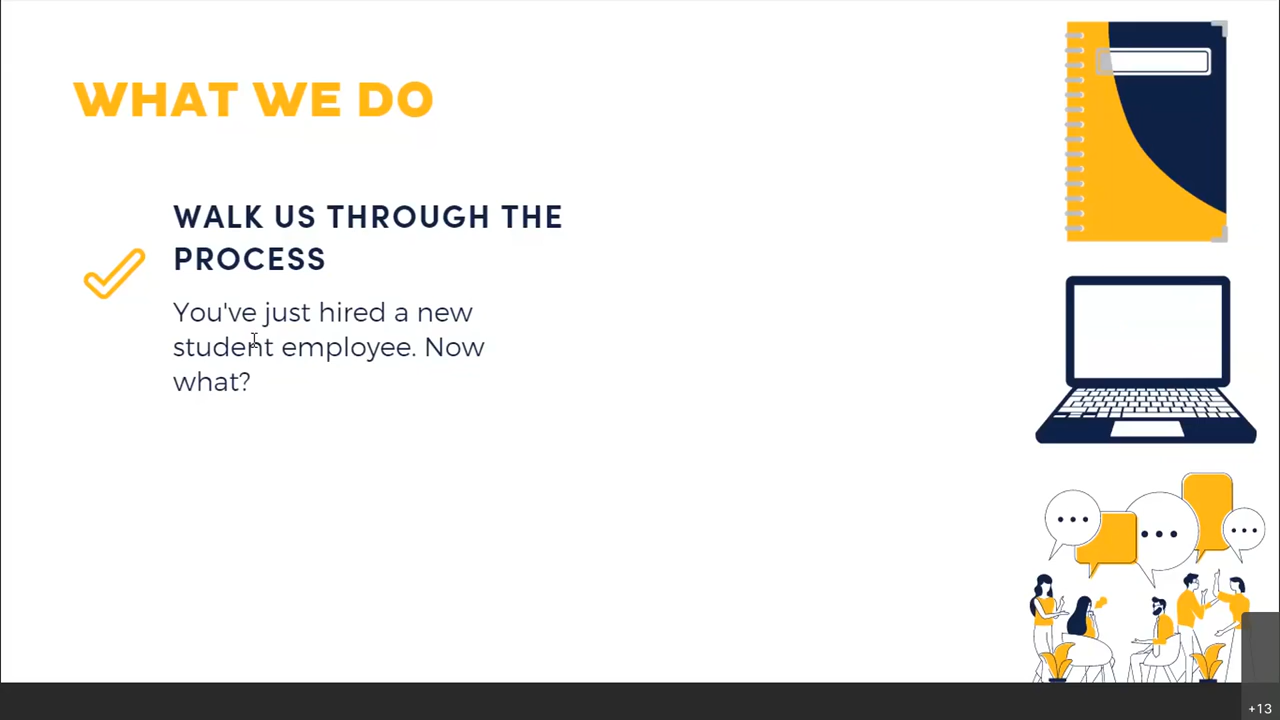 WHAT WE DO
WALK US THROUGH THE
PROCESS
You've just hired a new
student employee. Now
what?
+13